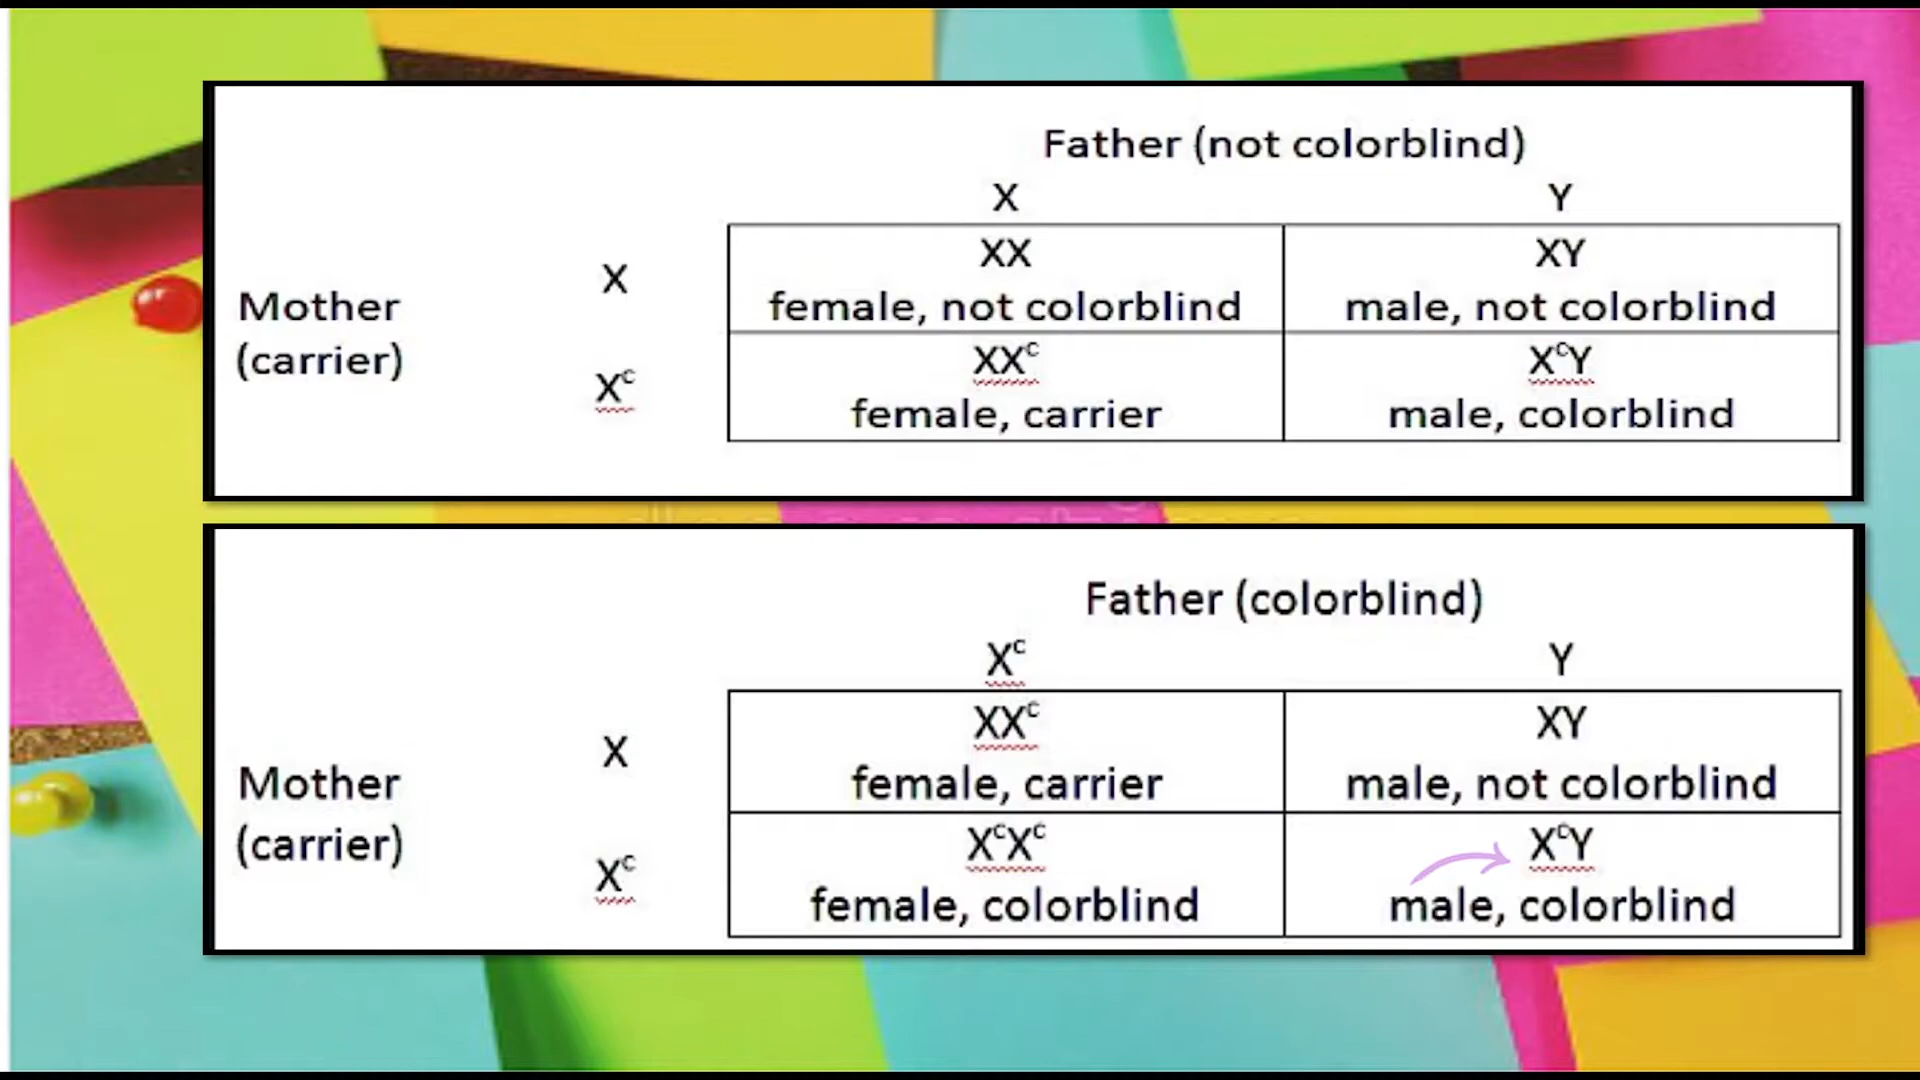 Father (not colorblind)
X Y
XX XY
X
female, not colorblind male, not colorblind
Mother
(carrier)
XXᶜ XᶜY
Xᶜ
female, carrier male, colorblind
Father (colorblind)
Xᶜ Y
XXᶜ XY
X
female, carrier male, not colorblind
Mother
(carrier)
XᶜXᶜ XᶜY
Xᶜ
female, colorblind male, colorblind